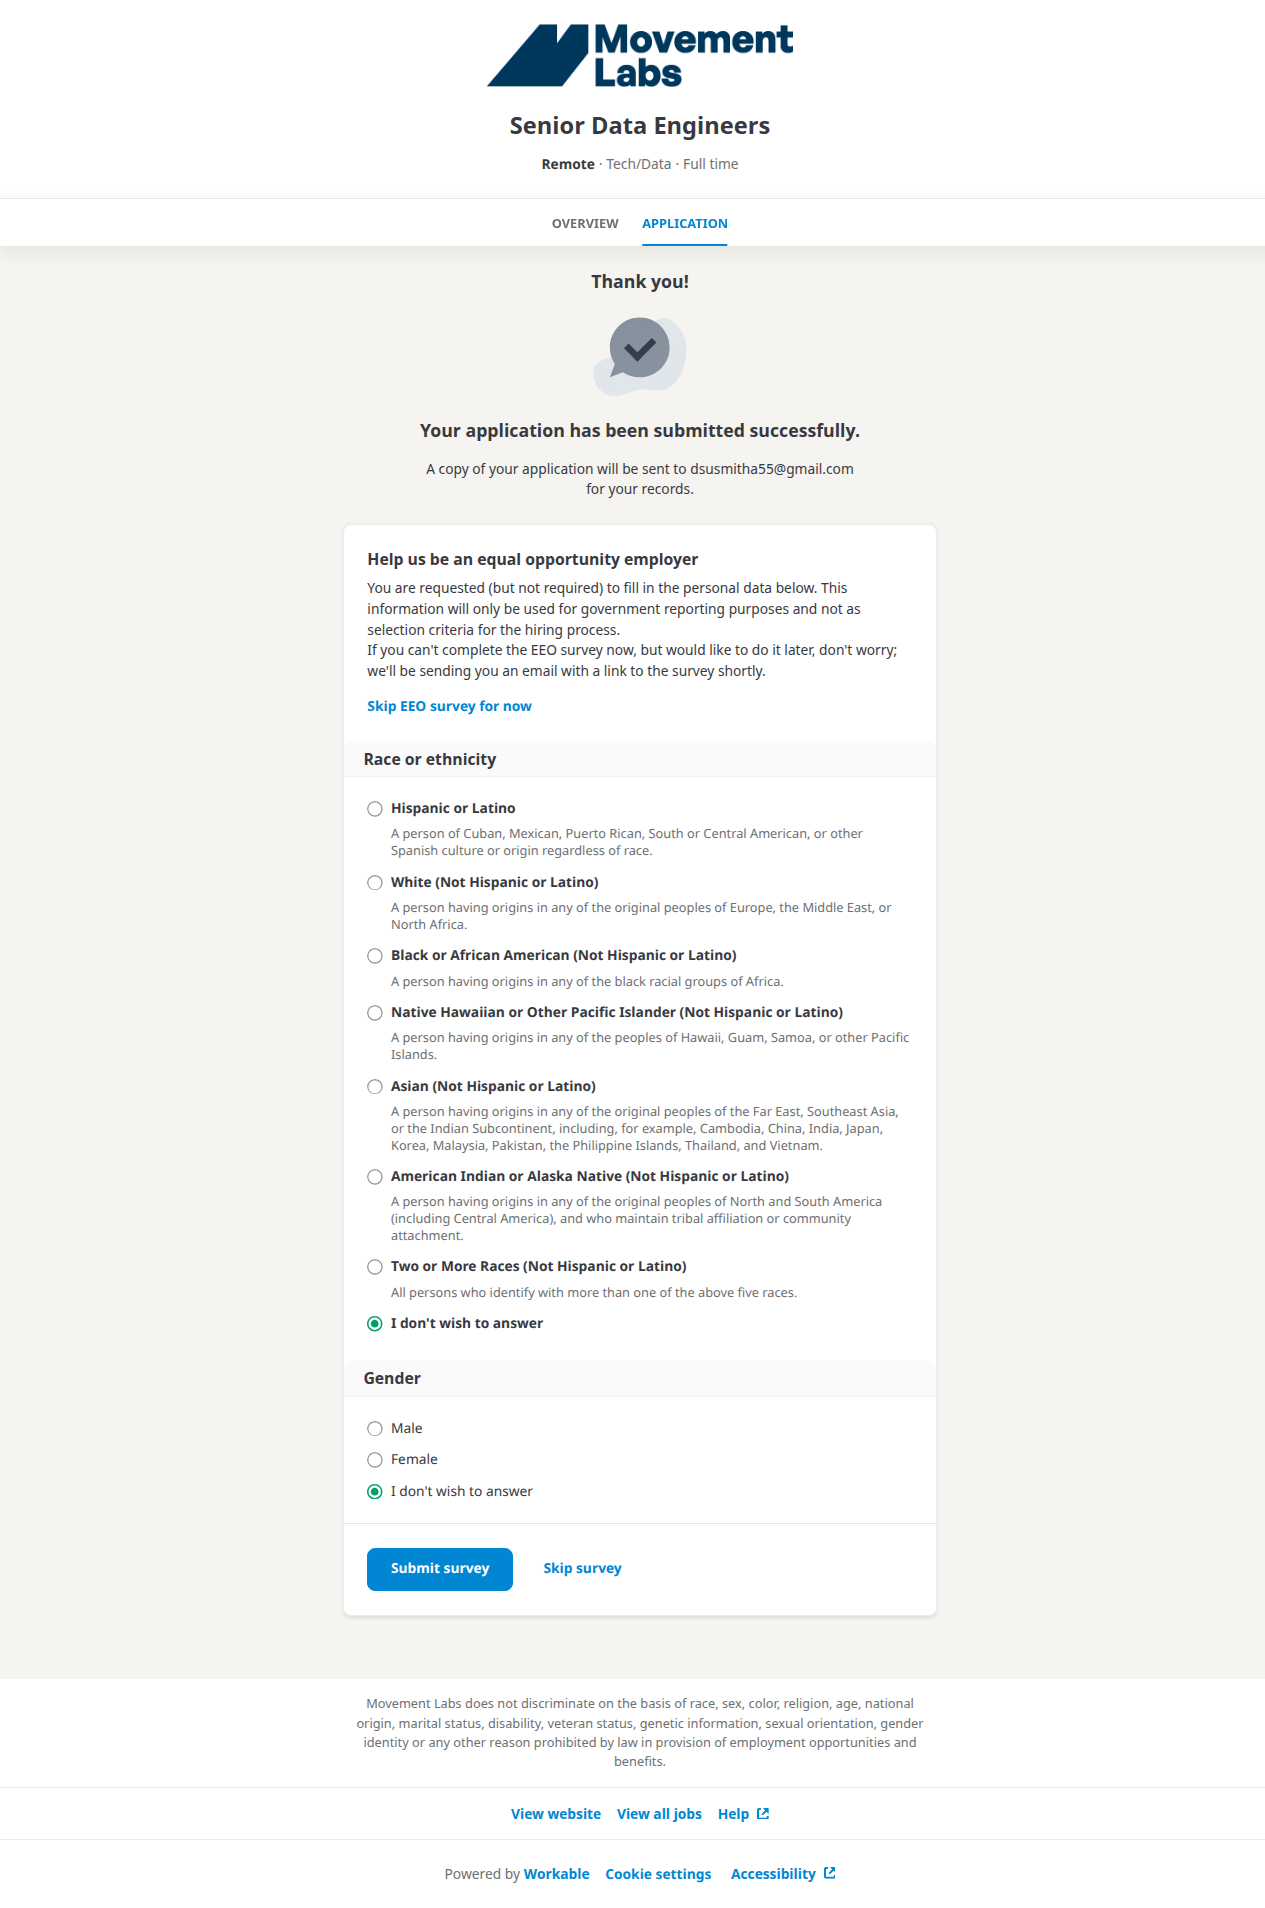 Movement
Labs
Senior Data Engineers
Remote · Tech/Data · Full time
OVERVIEW APPLICATION
Thank you!
Your application has been submitted successfully.
A copy of your application will be sent to dsusmitha55@gmail.com
for your records.
Help us be an equal opportunity employer
You are requested (but not required) to fill in the personal data below. This
information will only be used for government reporting purposes and not as
selection criteria for the hiring process.
If you can't complete the EEO survey now, but would like to do it later, don't worry;
we'll be sending you an email with a link to the survey shortly.
Skip EEO survey for now
Race or ethnicity
Hispanic or Latino
A person of Cuban, Mexican, Puerto Rican, South or Central American, or other
Spanish culture or origin regardless of race.
White (Not Hispanic or Latino)
A person having origins in any of the original peoples of Europe, the Middle East, or
North Africa.
Black or African American (Not Hispanic or Latino)
A person having origins in any of the black racial groups of Africa.
Native Hawaiian or Other Pacific Islander (Not Hispanic or Latino)
A person having origins in any of the peoples of Hawaii, Guam, Samoa, or other Pacific
Islands.
Asian (Not Hispanic or Latino)
A person having origins in any of the original peoples of the Far East, Southeast Asia,
or the Indian Subcontinent, including, for example, Cambodia, China, India, Japan,
Korea, Malaysia, Pakistan, the Philippine Islands, Thailand, and Vietnam.
American Indian or Alaska Native (Not Hispanic or Latino)
A person having origins in any of the original peoples of North and South America
(including Central America), and who maintain tribal affiliation or community
attachment.
Two or More Races (Not Hispanic or Latino)
All persons who identify with more than one of the above five races.
I don't wish to answer
Gender
Male
Female
I don't wish to answer
Submit survey Skip survey
Movement Labs does not discriminate on the basis of race, sex, color, religion, age, national
origin, marital status, disability, veteran status, genetic information, sexual orientation, gender
identity or any other reason prohibited by law in provision of employment opportunities and
benefits.
View website View all jobs Help
Powered by Workable Cookie settings Accessibility